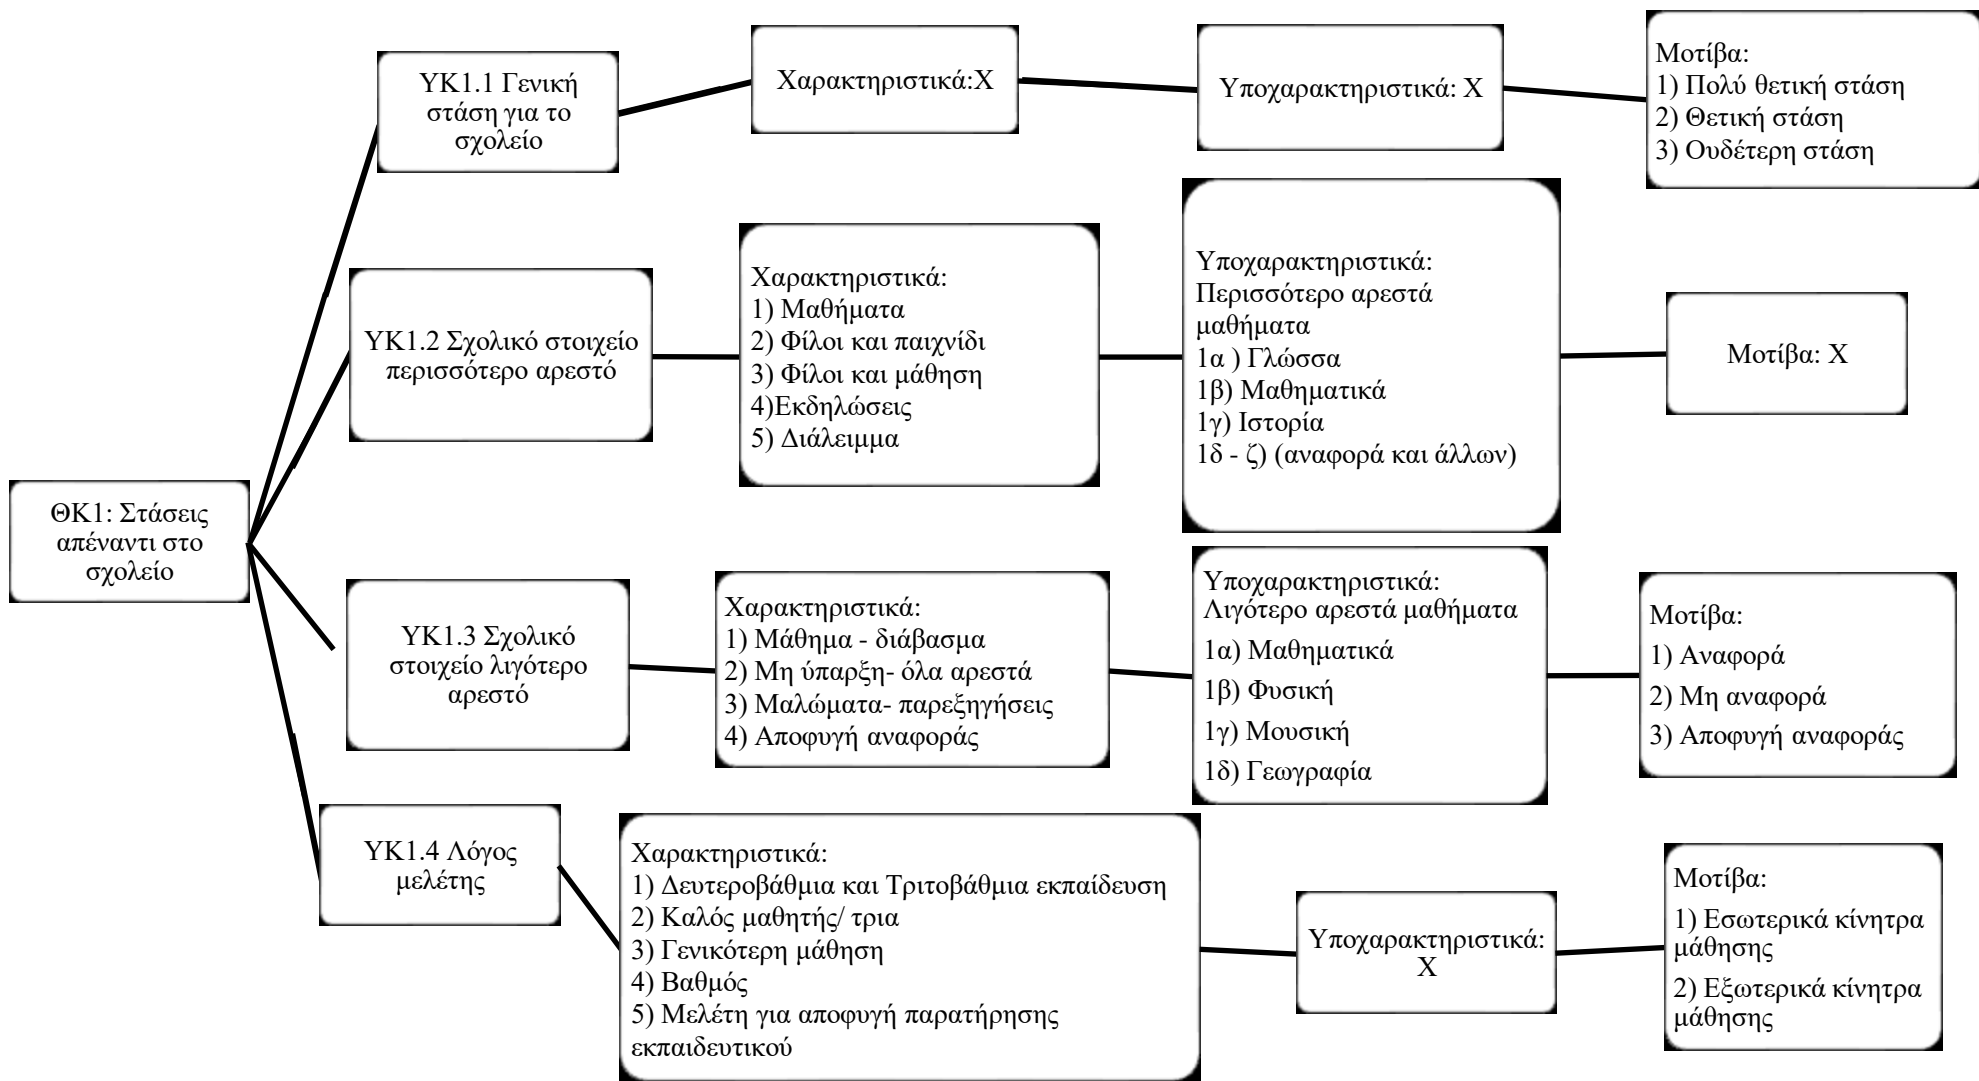 ΥΚ1.1 Γενική
στάση για το
σχολείο
Χαρακτηριστικά:Χ
Υποχαρακτηριστικά: Χ
Μοτίβα:
1) Πολύ θετική στάση
2) Θετική στάση
3) Ουδέτερη στάση
ΥΚ1.2 Σχολικό στοιχείο
περισσότερο αρεστό
Χαρακτηριστικά:
1) Μαθήματα
2) Φίλοι και παιχνίδι
3) Φίλοι και μάθηση
4)Εκδηλώσεις
5) Διάλειμμα
Υποχαρακτηριστικά:
Περισσότερο αρεστά
μαθήματα
1α ) Γλώσσα
1β) Μαθηματικά
1γ) Ιστορία
1δ - ζ) (αναφορά και άλλων)
Μοτίβα: Χ
ΘΚ1: Στάσεις
απέναντι στο
σχολείο
ΥΚ1.3 Σχολικό
στοιχείο λιγότερο
αρεστό
Χαρακτηριστικά:
1) Μάθημα - διάβασμα
2) Μη ύπαρξη- όλα αρεστά
3) Μαλώματα- παρεξηγήσεις
4) Αποφυγή αναφοράς
Υποχαρακτηριστικά:
Λιγότερο αρεστά μαθήματα
1α) Μαθηματικά
1β) Φυσική
1γ) Μουσική
1δ) Γεωγραφία
Μοτίβα:
1) Αναφορά
2) Μη αναφορά
3) Αποφυγή αναφοράς
ΥΚ1.4 Λόγος
μελέτης
Χαρακτηριστικά:
1) Δευτεροβάθμια και Τριτοβάθμια εκπαίδευση
2) Καλός μαθητής/ τρια
3) Γενικότερη μάθηση
4) Βαθμός
5) Μελέτη για αποφυγή παρατήρησης
εκπαιδευτικού
Υποχαρακτηριστικά:
Χ
Μοτίβα:
1) Εσωτερικά κίνητρα
μάθησης
2) Εξωτερικά κίνητρα
μάθησης